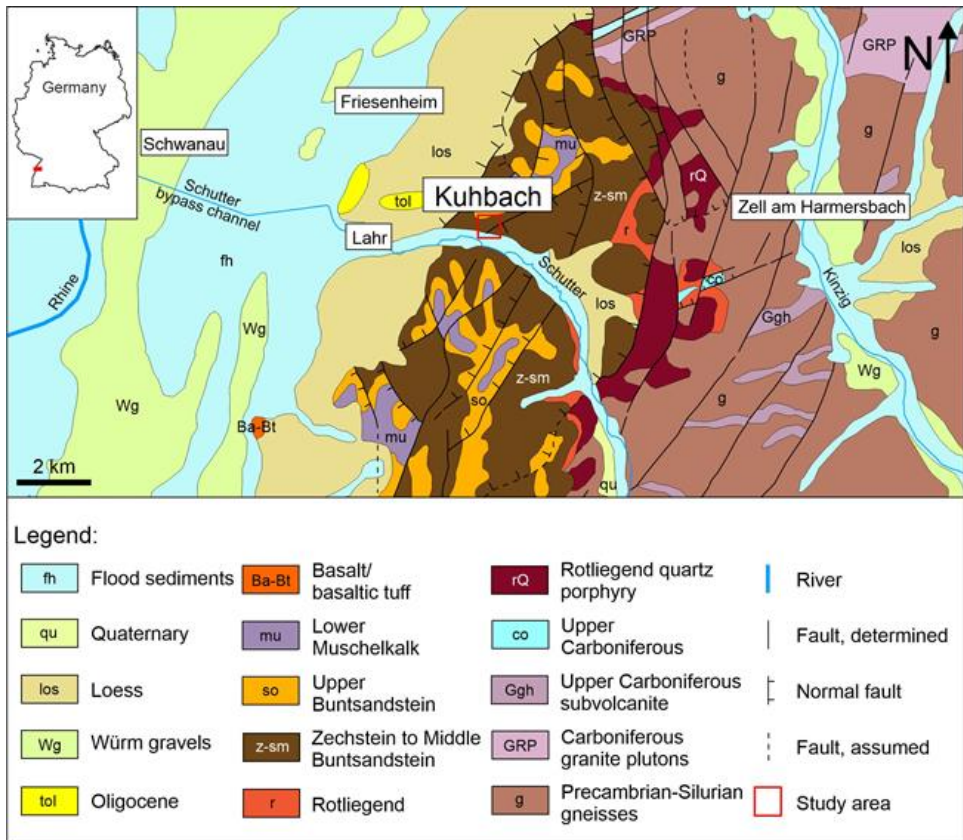 Germany
GRP
GRP
N
g
g
Friesenheim
Schwanau
los
mu
rQ
Kuhbach
z-sm
Zell am Harmersbach
Schutter
bypass channel
tol
Lahr
r
los
fh
Schutter
Kinzig
Rhine
los
co
Ggh
g
Wg
z-sm
g
Wg
Wg
so
Ba-Bt
mu
2 km
qu
Legend:
fh Flood sediments
qu Quaternary
los Loess
Wg Würm gravels
tol Oligocene
Ba-Bt Basalt/
basaltic tuff
mu Lower
Muschelkalk
so Upper
Buntsandstein
z-sm Zechstein to Middle
Buntsandstein
r Rotliegend
rQ Rotliegend quartz
porphyry
co Upper
Carboniferous
Ggh Upper Carboniferous
subvolcanite
GRP Carboniferous
granite plutons
g Precambrian-Silurian
gneisses
River
Fault, determined
Normal fault
Fault, assumed
Study area